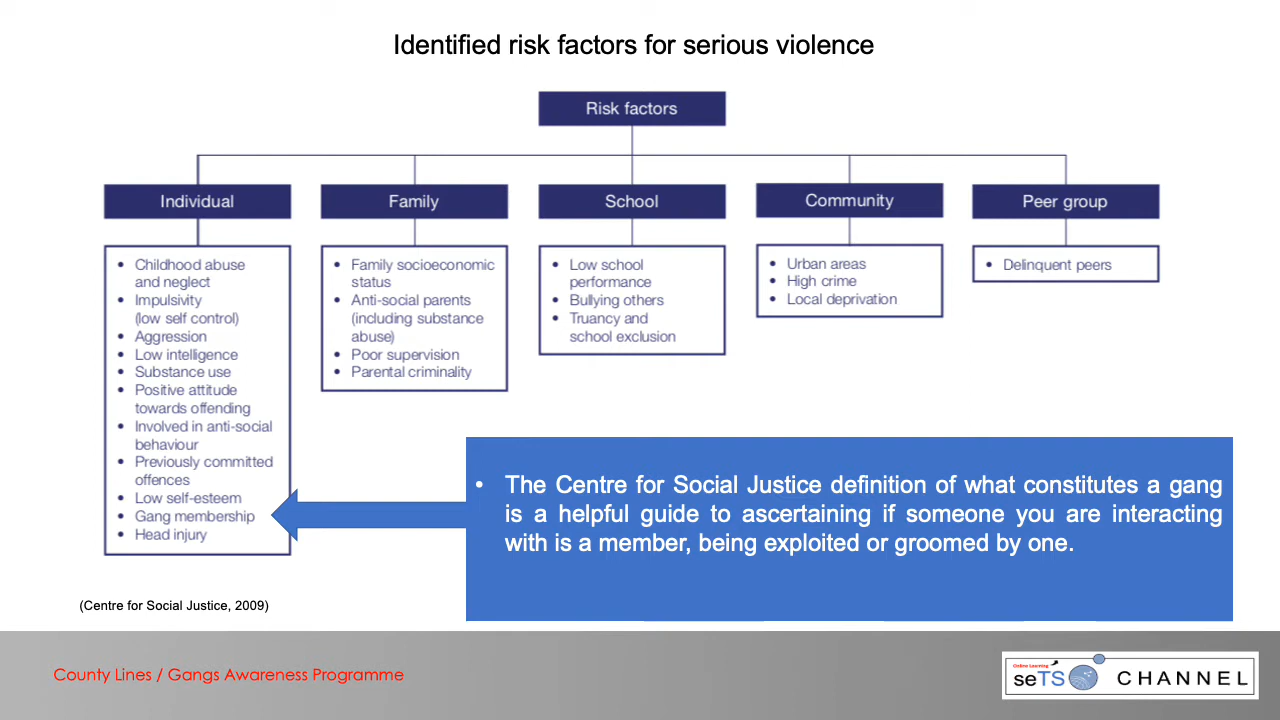 Identified risk factors for serious violence
Risk factors
Individual
Family
School
Community
Peer group
• Childhood abuse
and neglect
• Impulsivity
(low self control)
• Aggression
• Low intelligence
• Substance use
• Positive attitude
towards offending
• Involved in anti-social
behaviour
• Previously committed
offences
• Low self-esteem
• Gang membership
• Head injury
• Family socioeconomic
status
• Anti-social parents
(including substance
abuse)
• Poor supervision
• Parental criminality
• Low school
performance
• Bullying others
• Truancy and
school exclusion
• Urban areas
• High crime
• Local deprivation
• Delinquent peers
• The Centre for Social Justice definition of what constitutes a gang
is a helpful guide to ascertaining if someone you are interacting
with is a member, being exploited or groomed by one.
(Centre for Social Justice, 2009)
County Lines / Gangs Awareness Programme
Online Learning
seTS CHANNEL